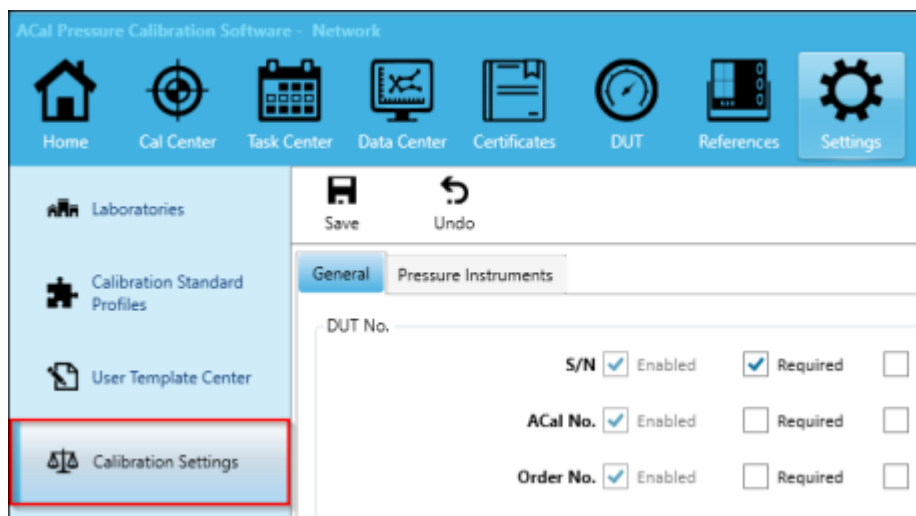 ACal Pressure Calibration Software - Network
Home Cal Center Task Center Data Center Certificates DUT References Settings
Laboratories
Calibration Standard
Profiles
User Template Center
Calibration Settings
Save Undo
General Pressure Instruments
DUT No.
S/N Enabled Required
ACal No. Enabled Required
Order No. Enabled Required